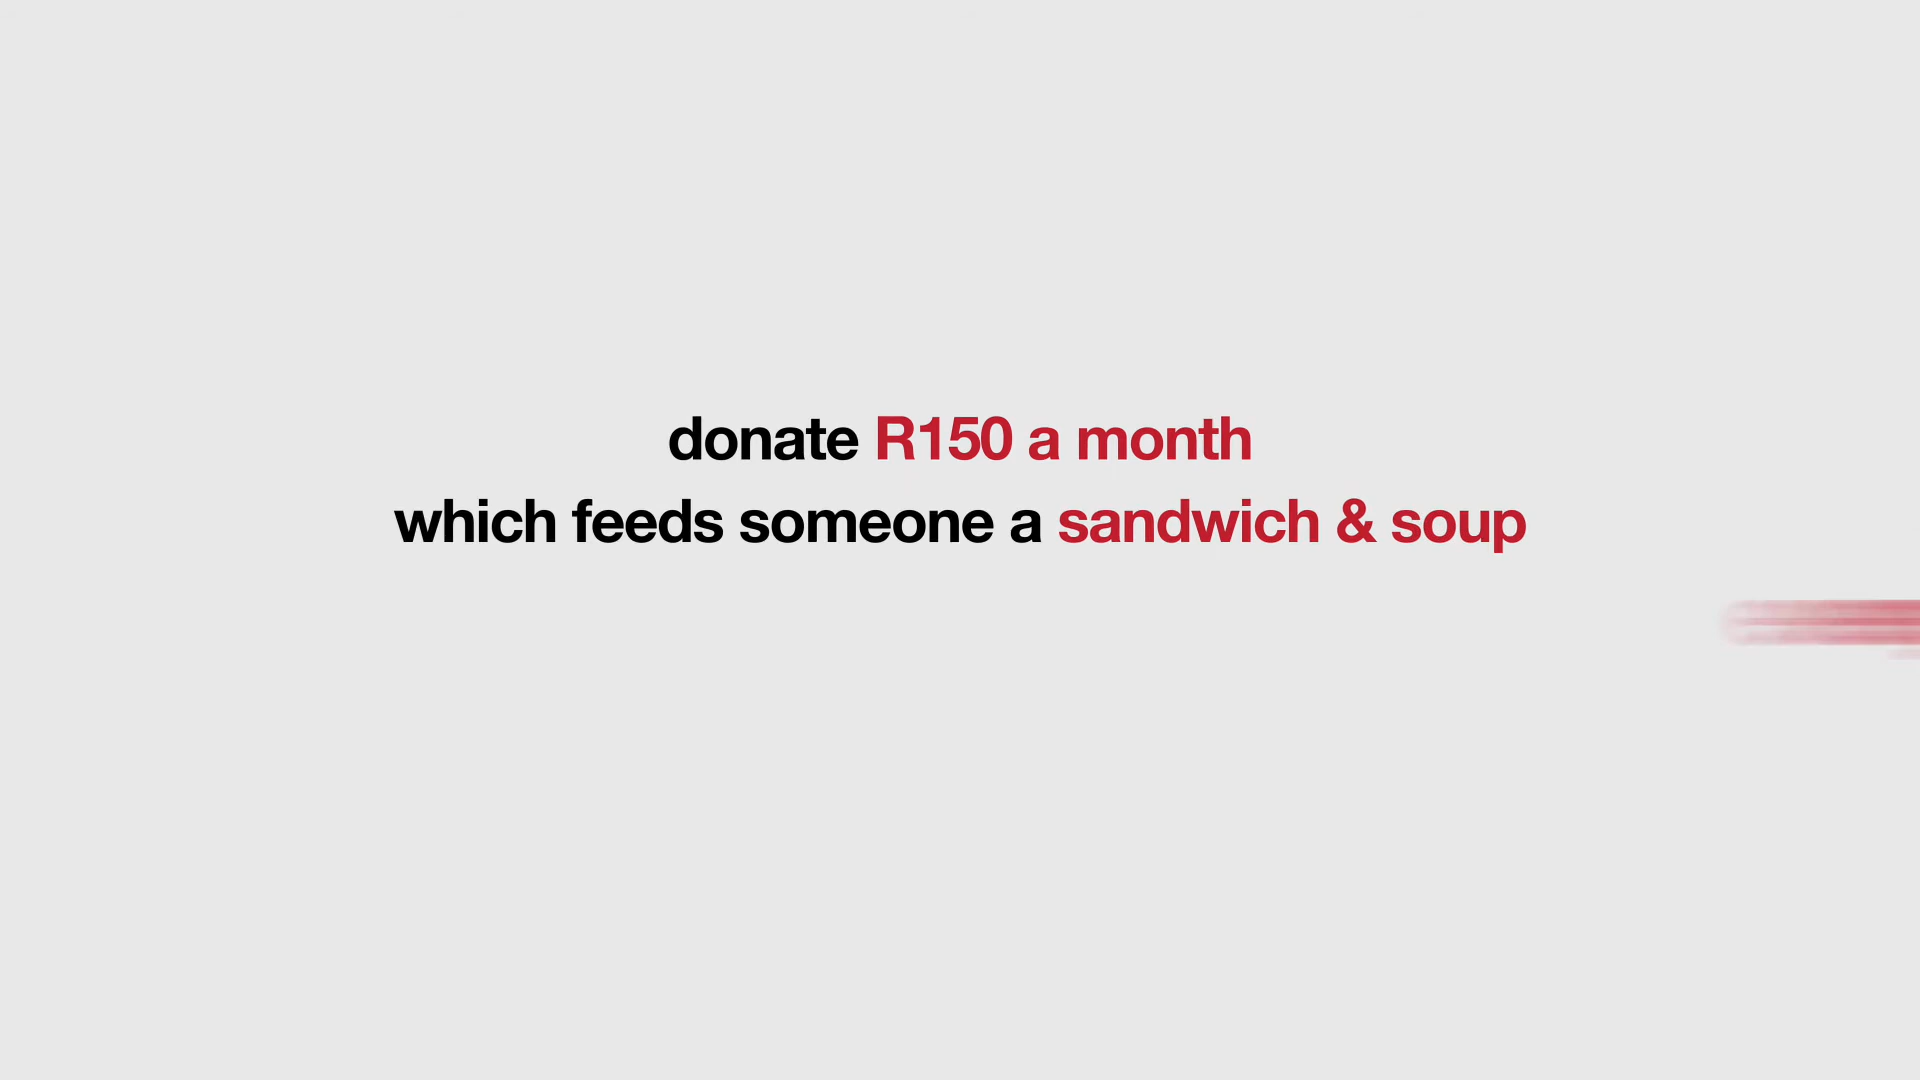 donate R150 a month
which feeds someone a sandwich & soup